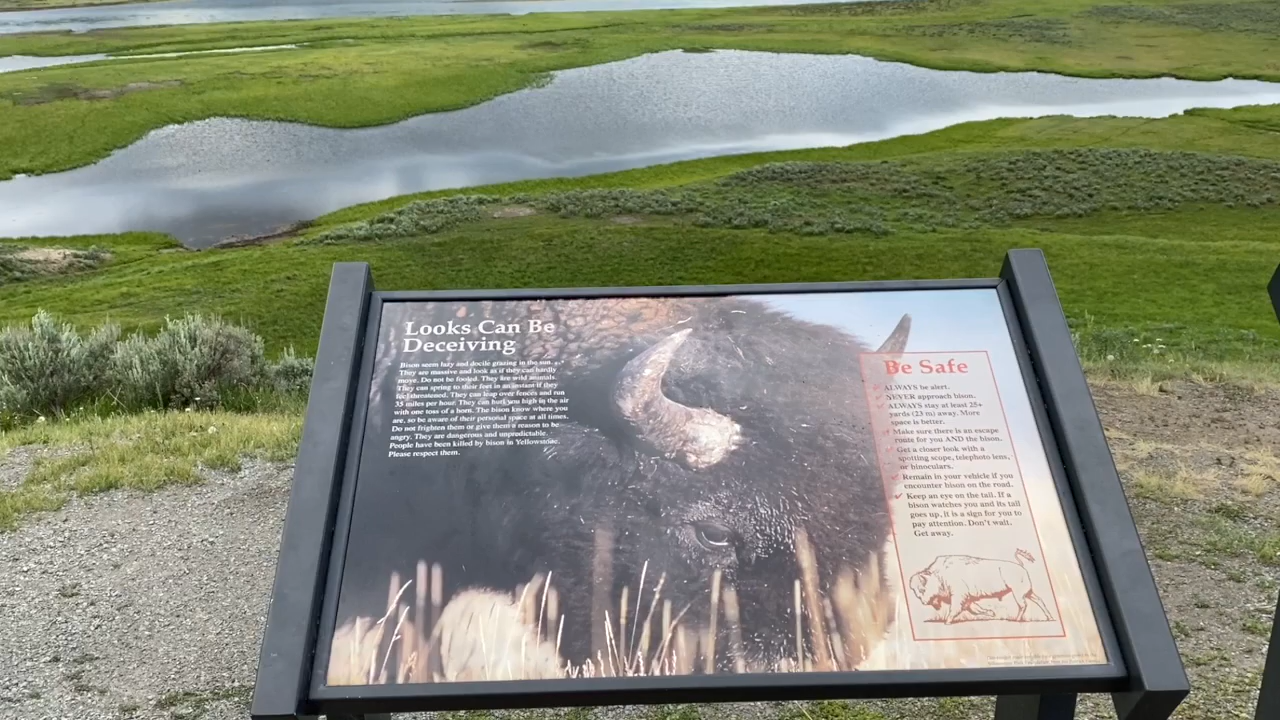 Looks Can Be
Deceiving
Bison seem lazy and docile grazing in the sun . . .
They are massive and look as if they can hardly
move. Do not be fooled. They are wild animals.
They can spring to their feet in an instant if they
feel threatened. They can leap over fences and run
35 miles per hour. They can hurl you high in the air
with one toss of a horn. The bison know where you
are, so be aware of their personal space at all times.
Do not frighten them or give them a reason to be
angry. They are dangerous and unpredictable.
People have been killed by bison in Yellowstone.
Please respect them.
Be Safe
ALWAYS be alert.
NEVER approach bison.
ALWAYS stay at least 25+
yards (23 m) away. More
space is better.
Make sure there is an escape
route for you AND the bison.
Get a closer look with a
spotting scope, telephoto lens,
or binoculars.
Remain in your vehicle if you
encounter bison on the road.
✓ Keep an eye on the tail. If a
bison watches you and its tail
goes up, it is a sign for you to
pay attention. Don't wait.
Get away.